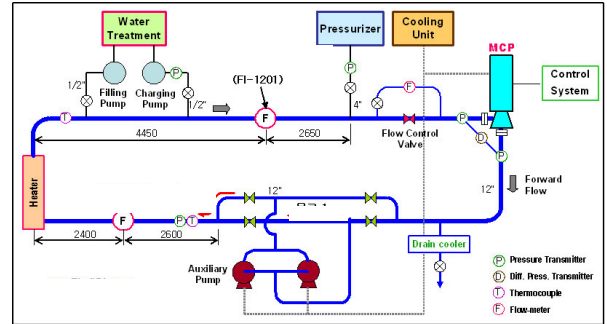 Water
Treatment
Pressurizer
Cooling
Unit
MCP
Control
System
Filling
Pump
Charging
Pump
P
1/2"
1/2"
(FI-1201)
P
4"
F
T
F
Flow Control
Valve
P
D
P
4450
2650
12"
Forward
Flow
Heater
12"
F
P
T
2400
2600
Drain cooler
Auxiliary
Pump
P Pressure Transmitter
D Diff. Press. Transmitter
T Thermocouple
F Flow-meter